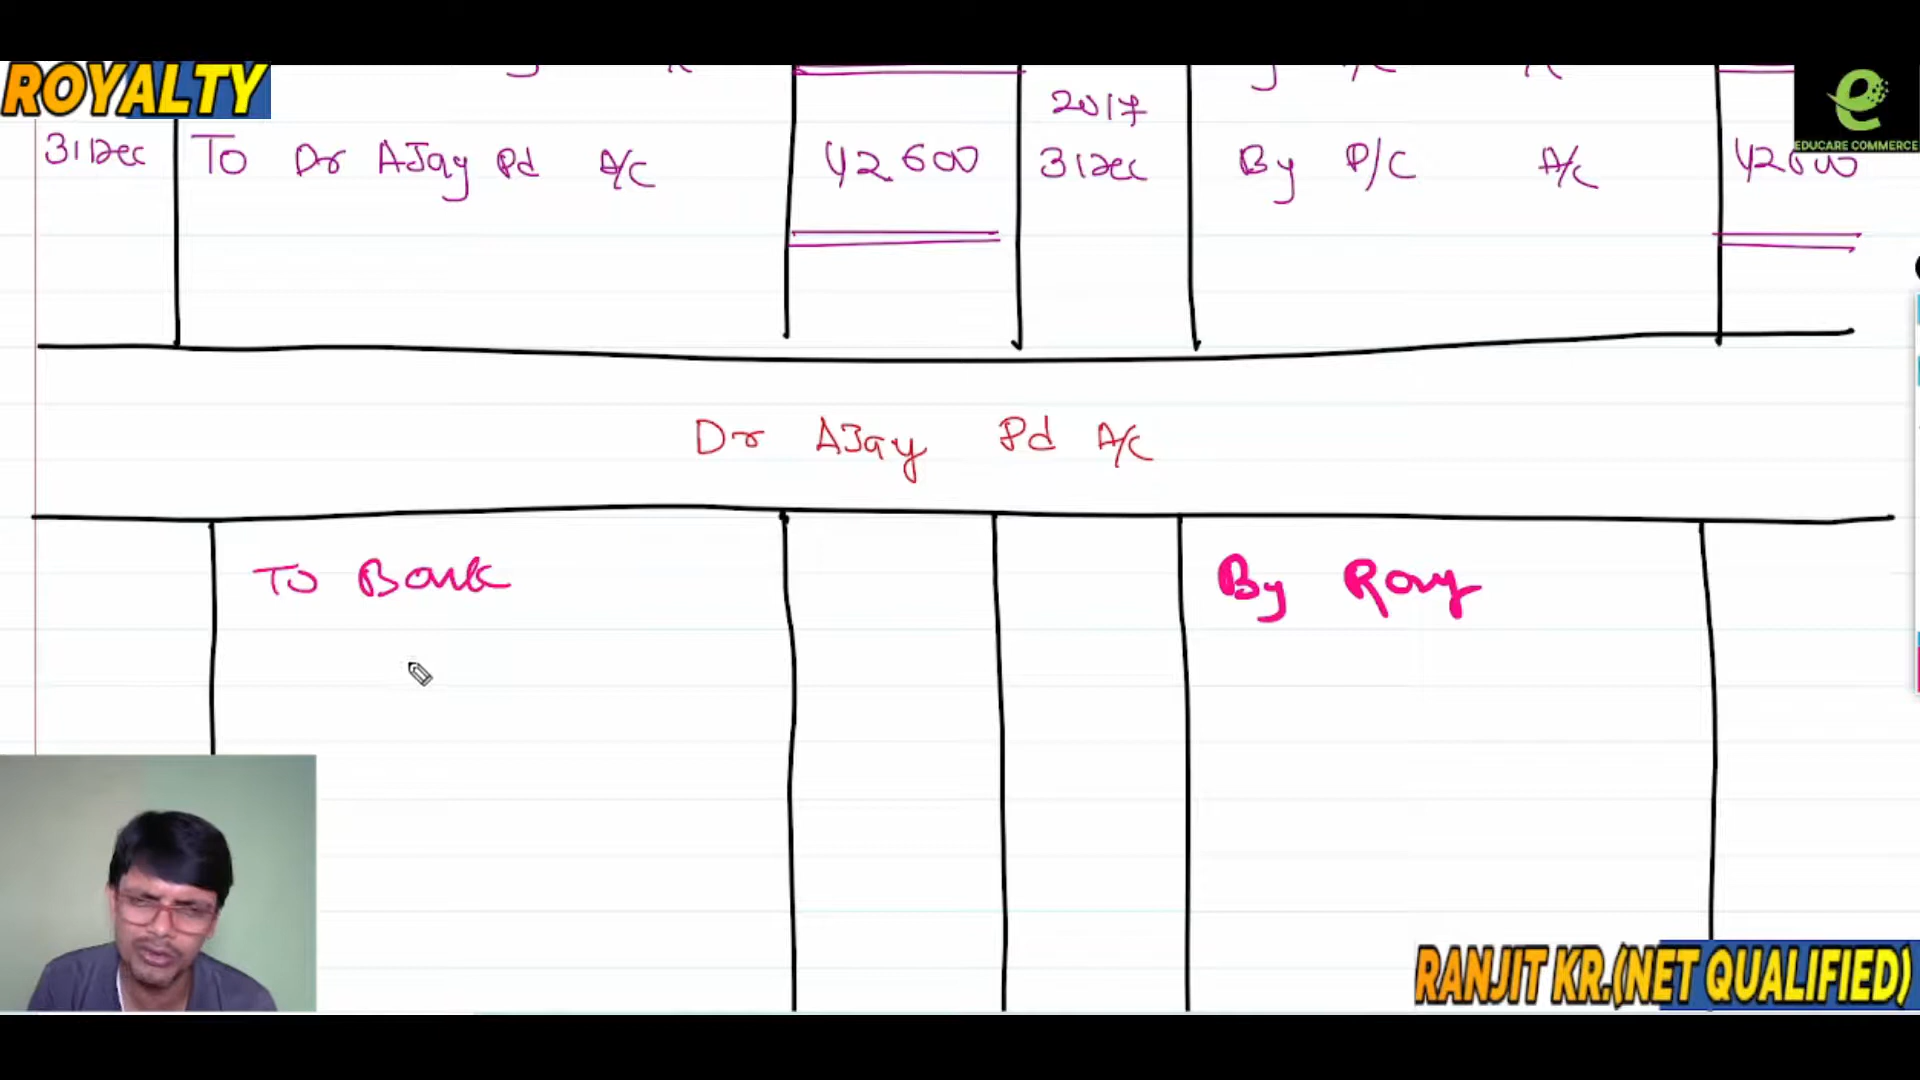 ROYALTY
EDUCARE COMMERCE
2017
31 Dec To Dr AJay Pd A/C 42600 31 Dec By P/C A/C 42600
Dr AJay Pd A/C
To Bank By Roy
RANJIT KR.(NET QUALIFIED)